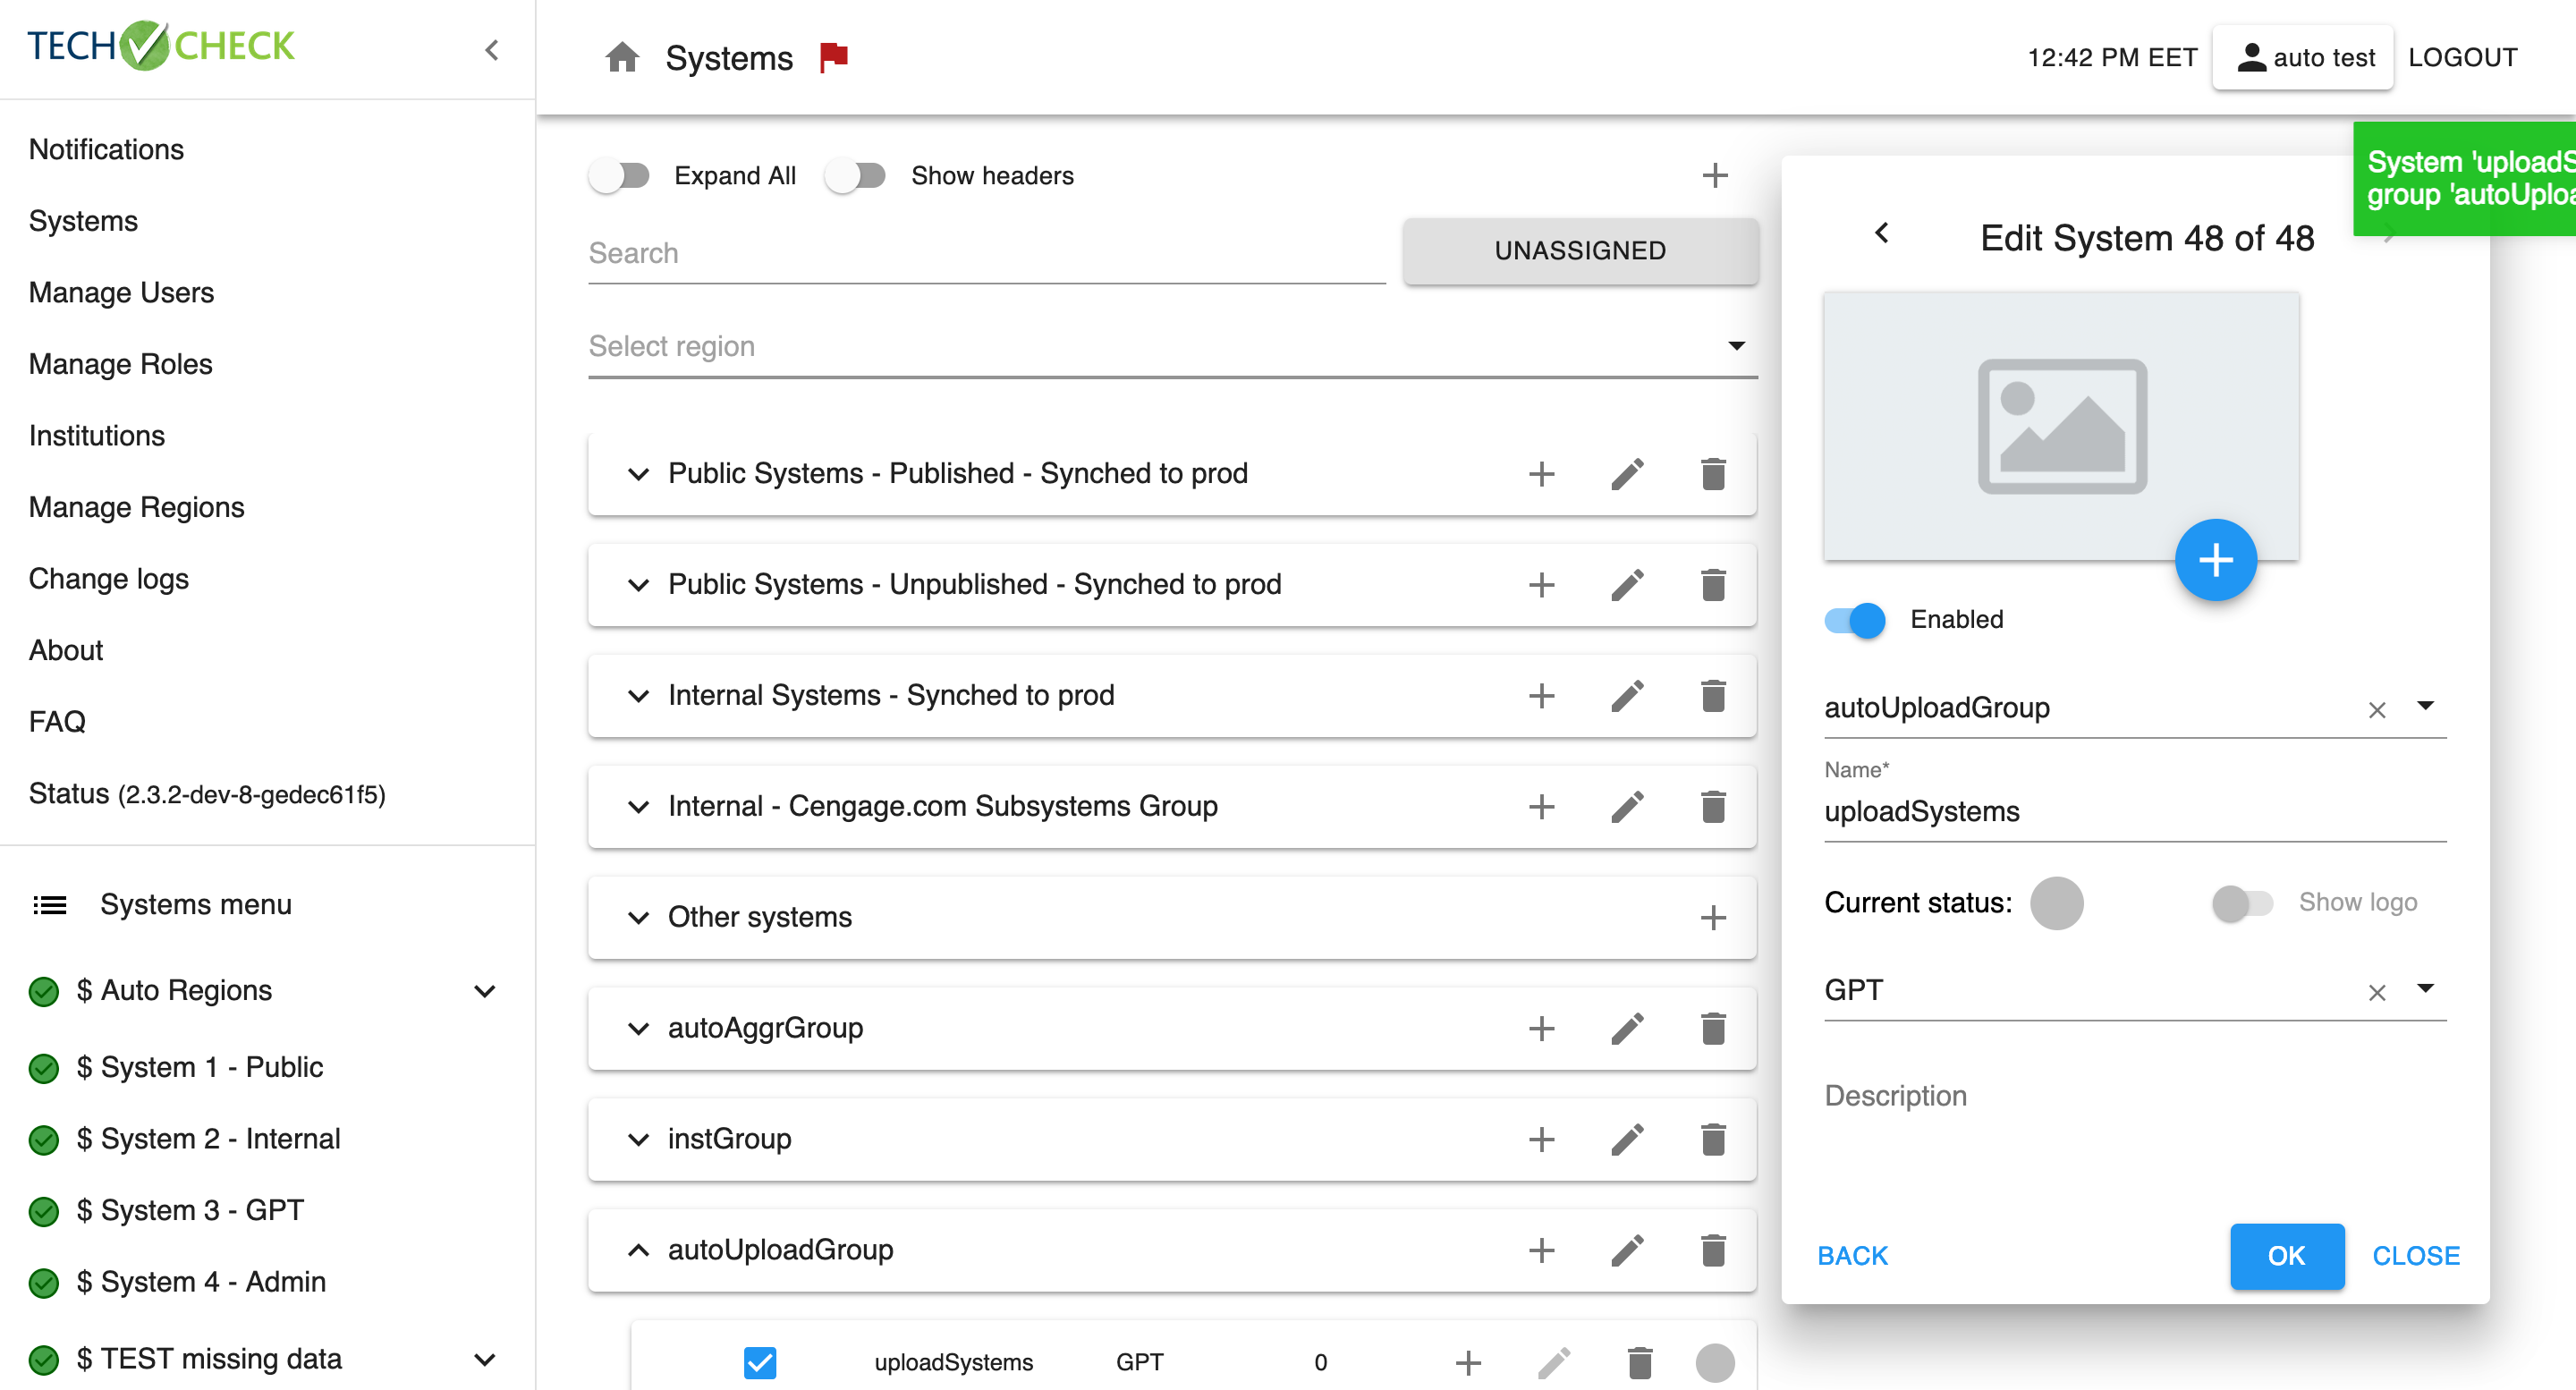 TECH CHECK
Notifications
Systems
Manage Users
Manage Roles
Institutions
Manage Regions
Change logs
About
FAQ
Status (2.3.2-dev-8-gedec61f5)
Systems menu
$ Auto Regions
$ System 1 - Public
$ System 2 - Internal
$ System 3 - GPT
$ System 4 - Admin
$ TEST missing data
Systems
12:42 PM EET
auto test
LOGOUT
Expand All
Show headers
Search
UNASSIGNED
Select region
Public Systems - Published - Synched to prod
Public Systems - Unpublished - Synched to prod
Internal Systems - Synched to prod
Internal - Cengage.com Subsystems Group
Other systems
autoAggrGroup
instGroup
autoUploadGroup
uploadSystems GPT 0
System 'uploadS
group 'autoUploa
Edit System 48 of 48
Enabled
autoUploadGroup
Name*
uploadSystems
Current status:
Show logo
GPT
Description
BACK
OK
CLOSE